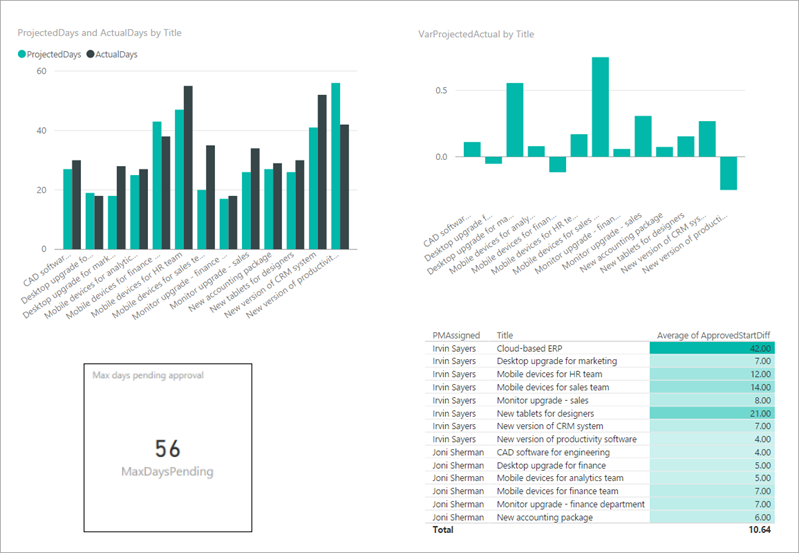 ProjectedDays and ActualDays by Title
ProjectedDays ActualDays
60
40
20
0
CAD softwar...
Desktop upgrade fo...
Desktop upgrade for mark...
Mobile devices for analytic...
Mobile devices for finance ...
Mobile devices for HR team
Mobile devices for sales te...
Monitor upgrade - finance ...
Monitor upgrade - sales
New accounting package
New tablets for designers
New version of CRM system
New version of productivit...
VarProjectedActual by Title
0.5
0.0
CAD softwar...
Desktop upgrade f...
Desktop upgrade for ma...
Mobile devices for analy...
Mobile devices for finan...
Mobile devices for HR te...
Mobile devices for sales ...
Monitor upgrade - finan...
Monitor upgrade - sales
New accounting package
New tablets for designers
New version of CRM sys...
New version of producti...
Max days pending approval
56
MaxDaysPending
PMAssigned Title Average of ApprovedStartDiff
Irvin Sayers Cloud-based ERP 42.00
Irvin Sayers Desktop upgrade for marketing 7.00
Irvin Sayers Mobile devices for HR team 12.00
Irvin Sayers Mobile devices for sales team 14.00
Irvin Sayers Monitor upgrade - sales 8.00
Irvin Sayers New tablets for designers 21.00
Irvin Sayers New version of CRM system 7.00
Irvin Sayers New version of productivity software 4.00
Joni Sherman CAD software for engineering 4.00
Joni Sherman Desktop upgrade for finance 5.00
Joni Sherman Mobile devices for analytics team 5.00
Joni Sherman Mobile devices for finance team 7.00
Joni Sherman Monitor upgrade - finance department 7.00
Joni Sherman New accounting package 6.00
Total 10.64